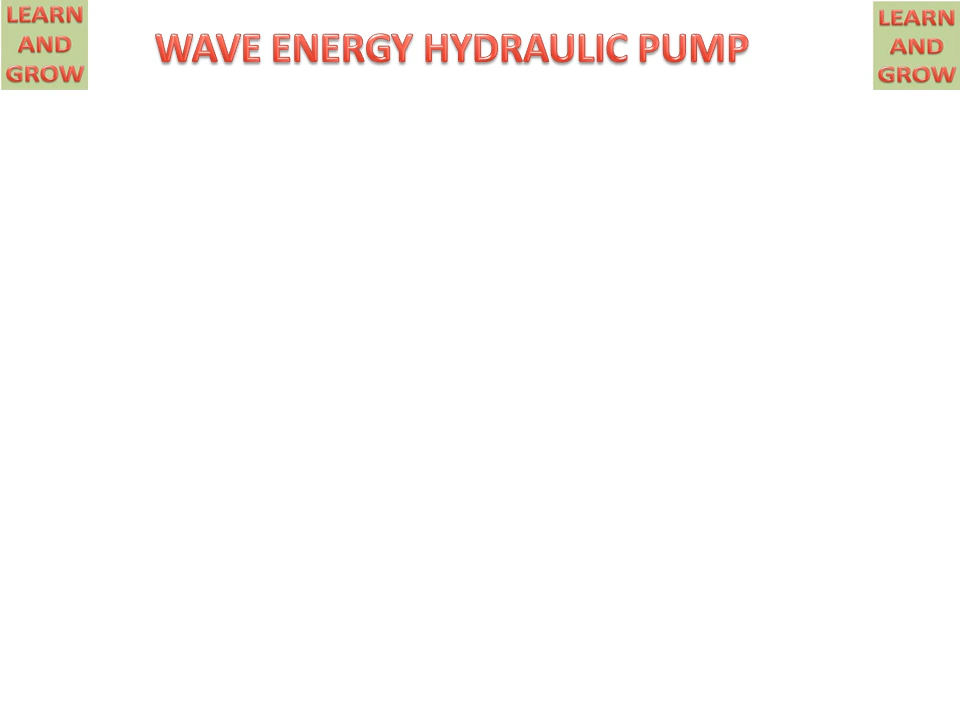 LEARN
AND
GROW
WAVE ENERGY HYDRAULIC PUMP
LEARN
AND
GROW